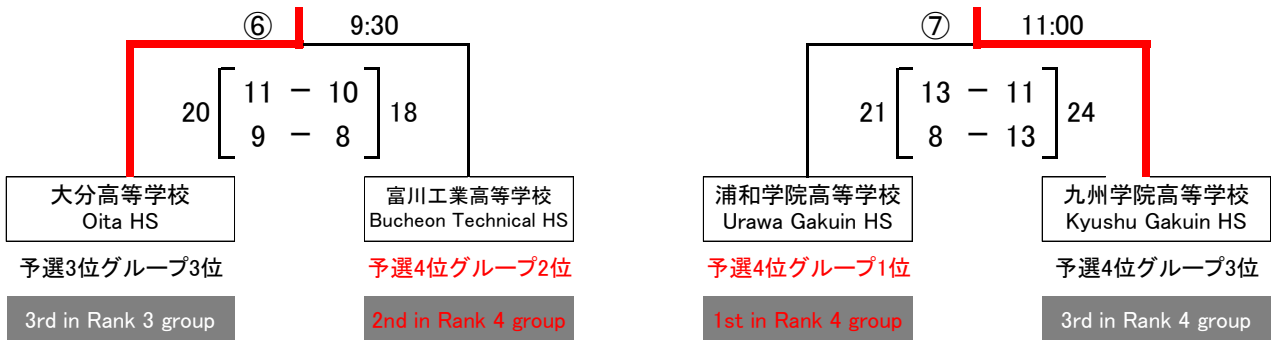 ⑥ 9:30
20 11 － 10 18
9 － 8
大分高等学校
Oita HS
富川工業高等学校
Bucheon Technical HS
予選3位グループ3位
予選4位グループ2位
3rd in Rank 3 group
2nd in Rank 4 group
⑦ 11:00
21 13 － 11 24
8 － 13
浦和学院高等学校
Urawa Gakuin HS
九州学院高等学校
Kyushu Gakuin HS
予選4位グループ1位
予選4位グループ3位
1st in Rank 4 group
3rd in Rank 4 group